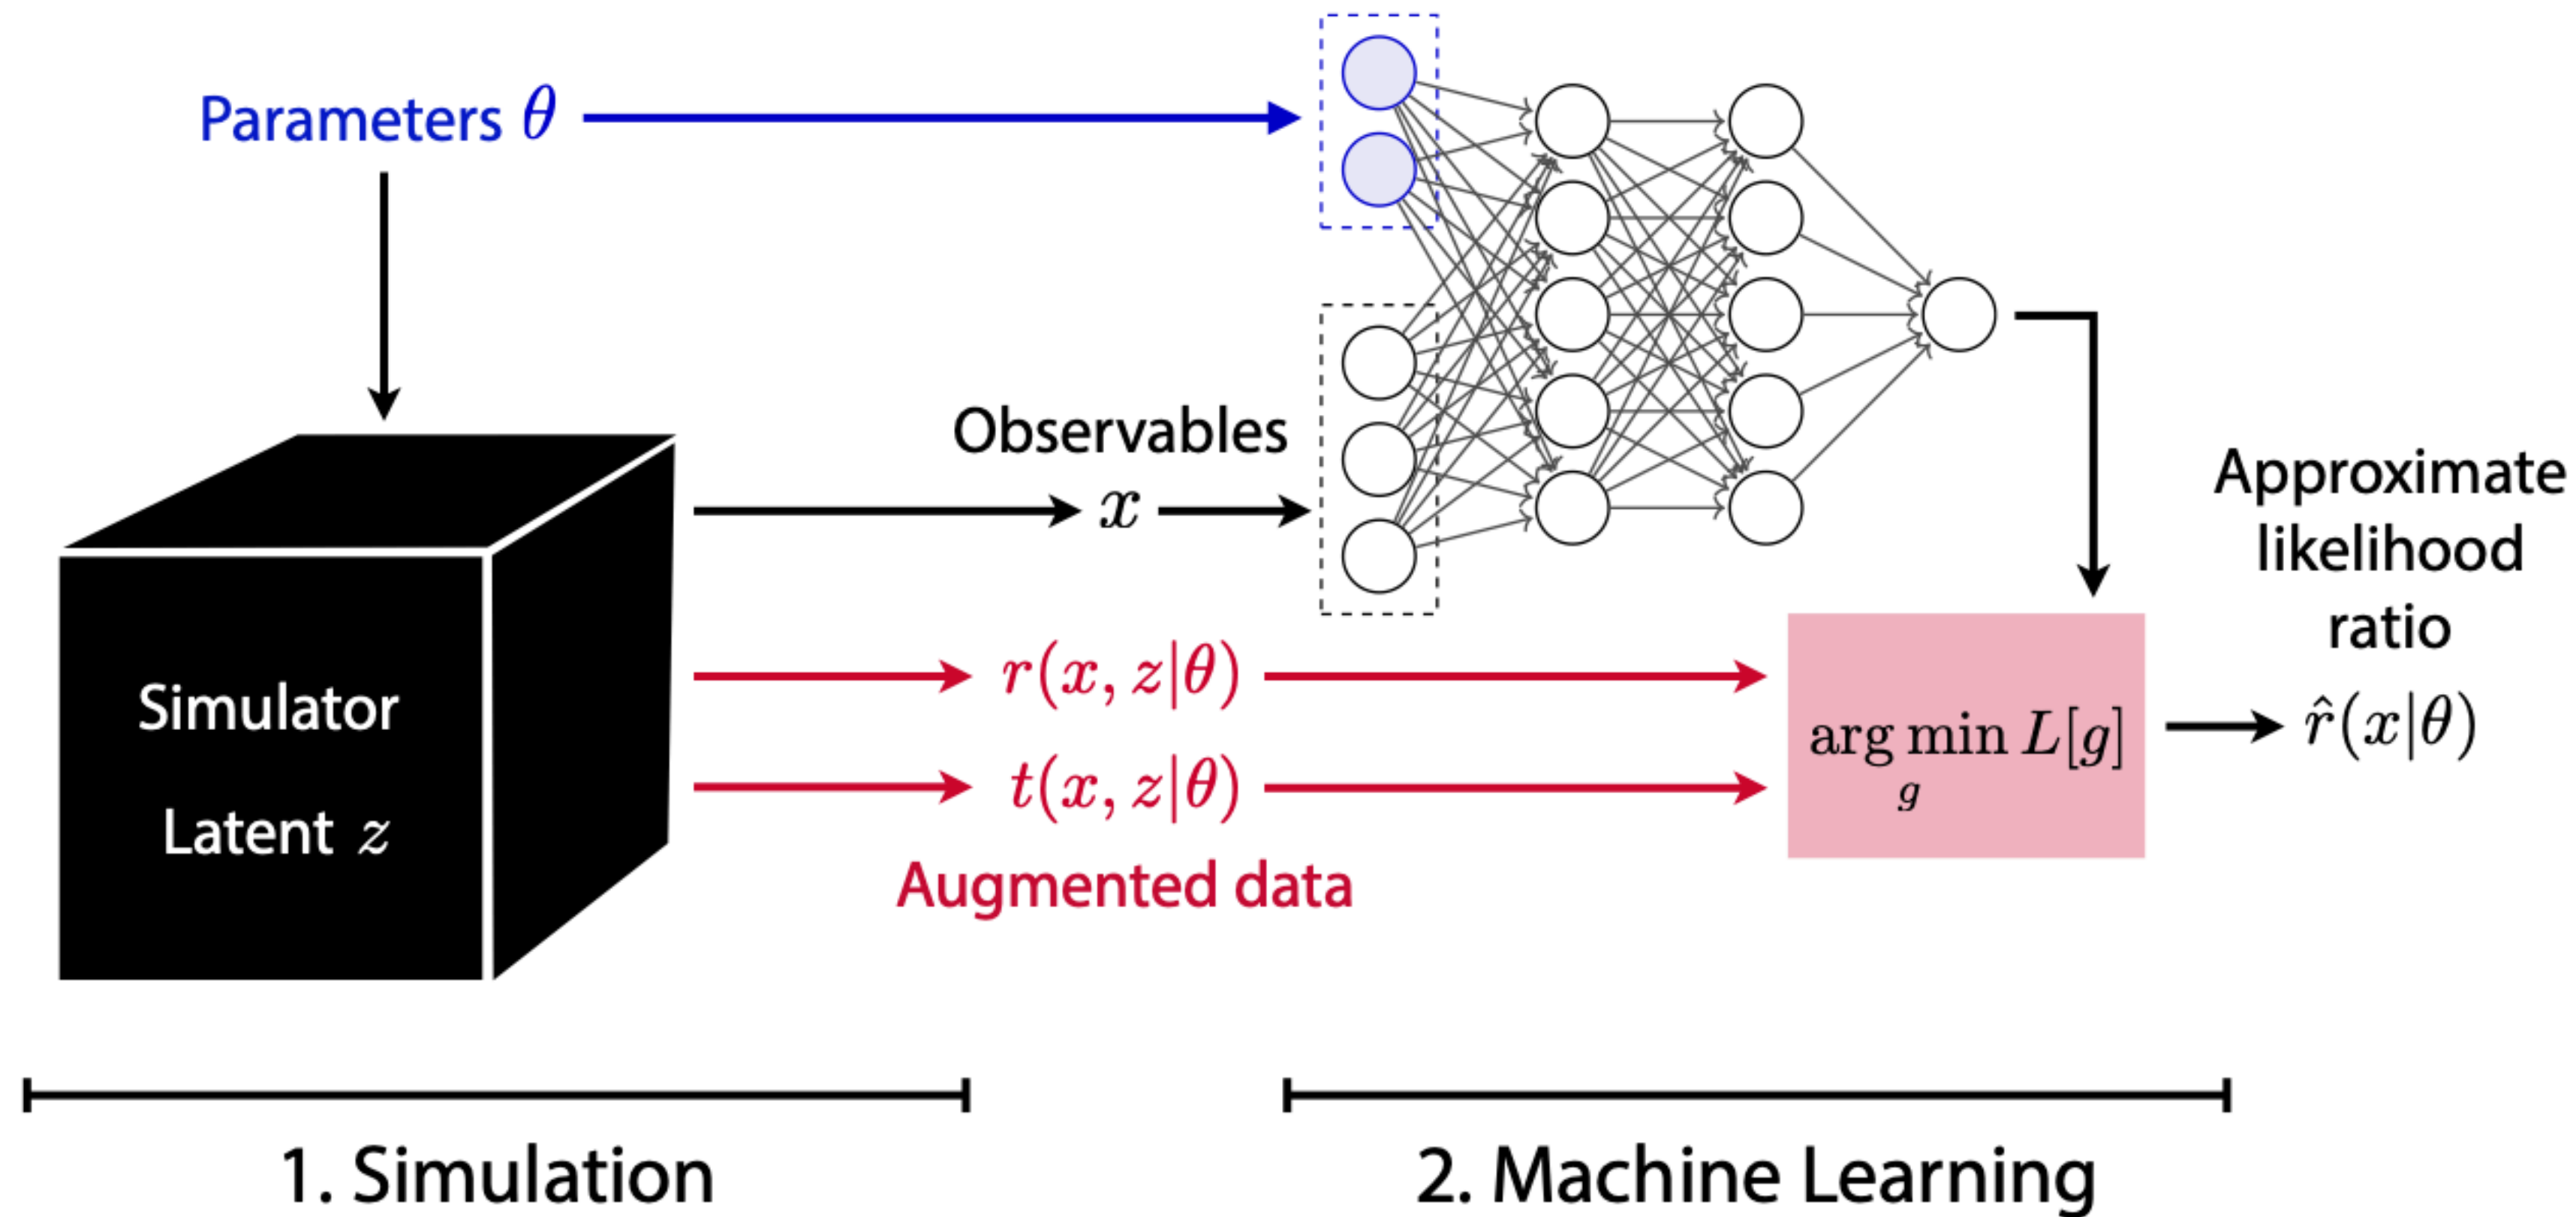 Parameters θ
Observables
x
Simulator
Latent z
r(x, z|θ)
t(x, z|θ)
Augmented data
arg min L[g]
g
Approximate
likelihood
ratio
r̂(x|θ)
1. Simulation
2. Machine Learning